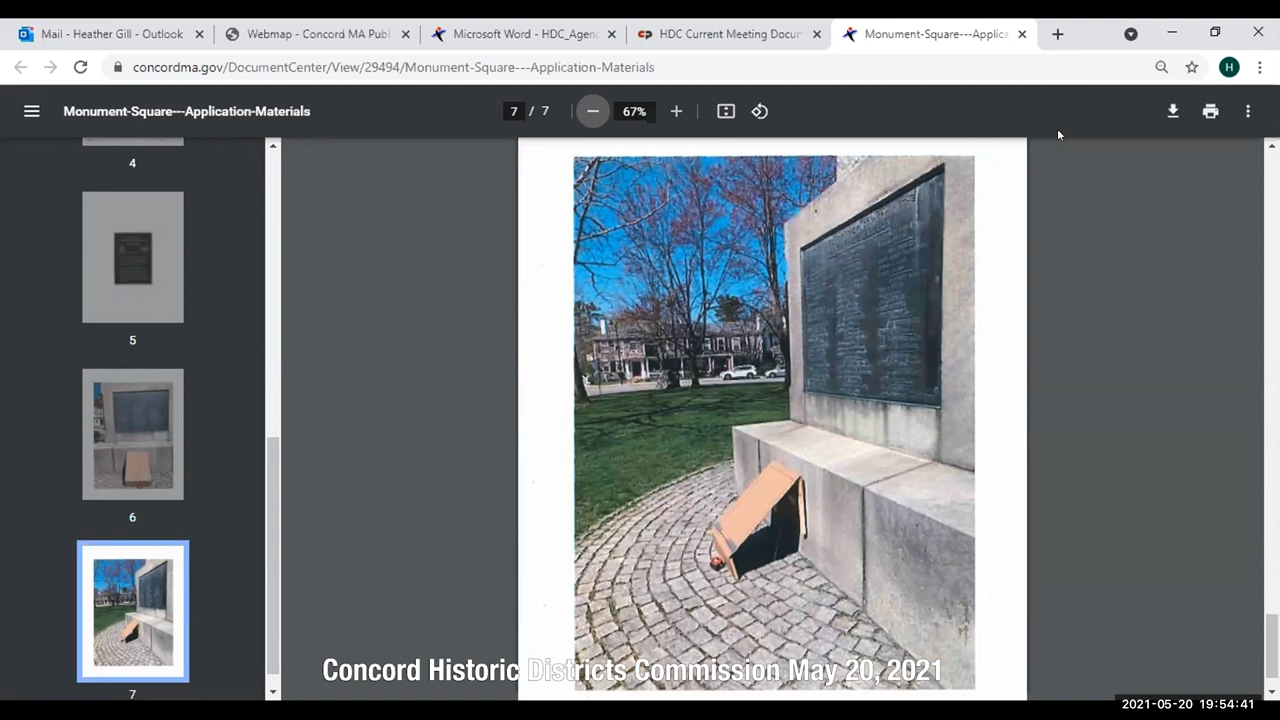 Mail - Heather Gill - Outlook
Webmap - Concord MA Publ
Microsoft Word - HDC_Agenc
HDC Current Meeting Docum
Monument-Square---Applica
concordma.gov/DocumentCenter/View/29494/Monument-Square---Application-Materials
H
Monument-Square---Application-Materials
7 / 7
67%
4
5
6
7
Concord Historic Districts Commission May 20, 2021
2021-05-20 19:54:41